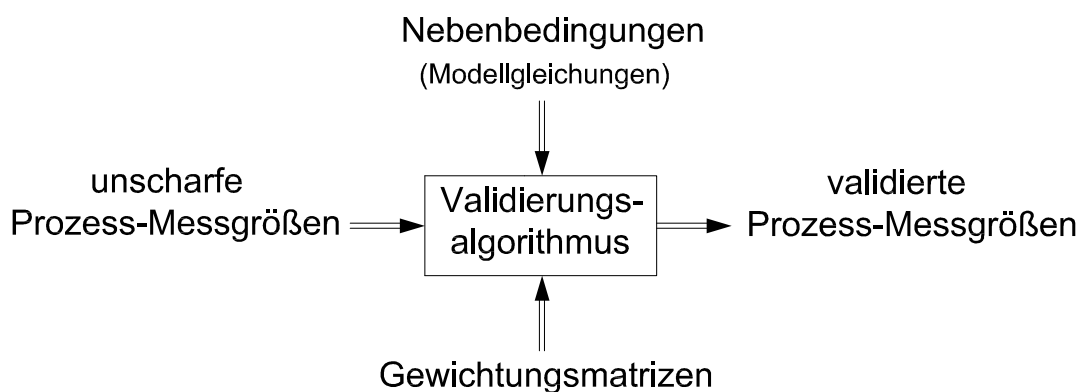 Nebenbedingungen
(Modellgleichungen)
unscharfe
Prozess-Messgrößen
Validierungs-
algorithmus
validierte
Prozess-Messgrößen
Gewichtungsmatrizen